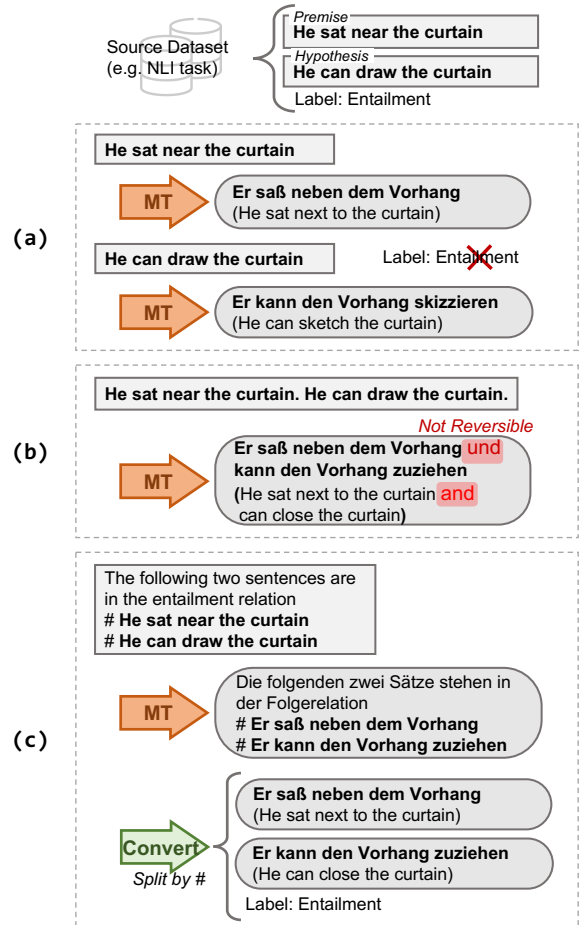 Source Dataset
(e.g. NLI task)
Premise
He sat near the curtain
Hypothesis
He can draw the curtain
Label: Entailment
(a)
He sat near the curtain
MT
Er saß neben dem Vorhang
(He sat next to the curtain)
He can draw the curtain
Label: Entailment
MT
Er kann den Vorhang skizzieren
(He can sketch the curtain)
(b)
He sat near the curtain. He can draw the curtain.
Not Reversible
MT
Er saß neben dem Vorhang und
kann den Vorhang zuziehen
(He sat next to the curtain and
can close the curtain)
(c)
The following two sentences are
in the entailment relation
# He sat near the curtain
# He can draw the curtain
MT
Die folgenden zwei Sätze stehen in
der Folgerelation
# Er saß neben dem Vorhang
# Er kann den Vorhang zuziehen
Convert
Split by #
Er saß neben dem Vorhang
(He sat next to the curtain)
Er kann den Vorhang zuziehen
(He can close the curtain)
Label: Entailment